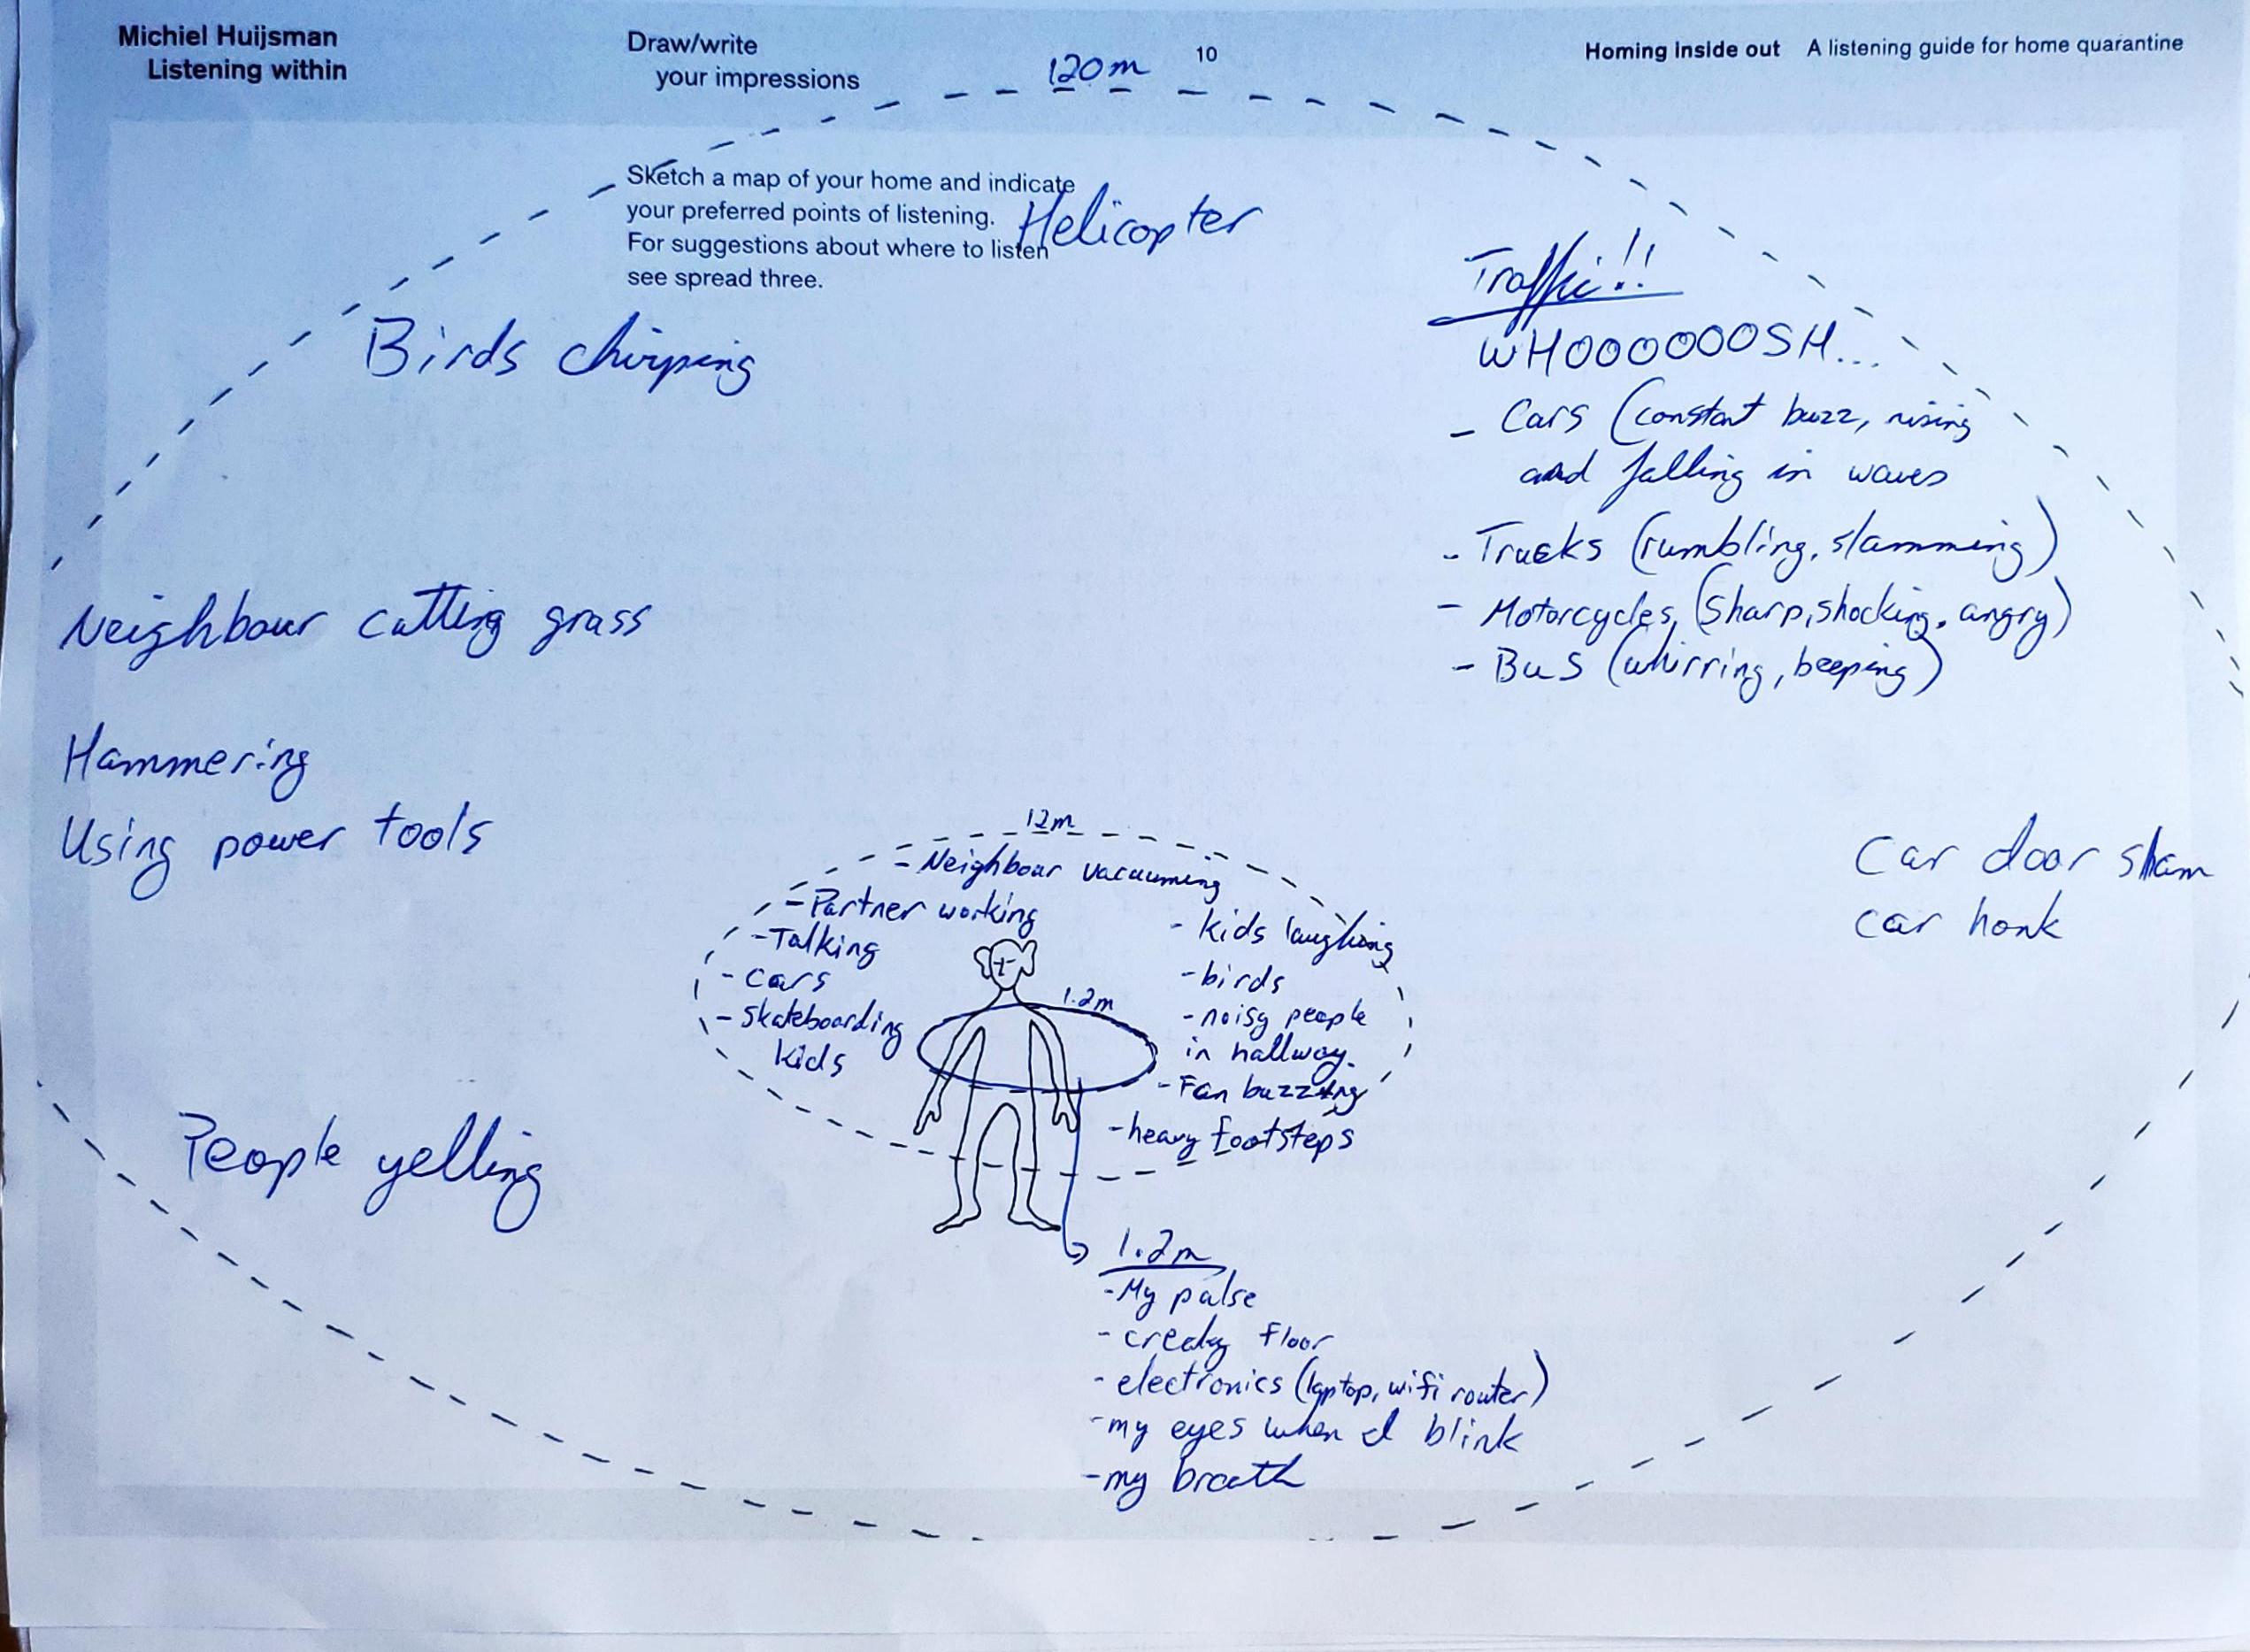 Michiel Huijsman
Listening within
Draw/write
your impressions
10
Homing inside out A listening guide for home quarantine
120m
Sketch a map of your home and indicate
your preferred points of listening.
For suggestions about where to listen
see spread three.
Helicopter
Birds chirping
Traffic!!
WHOOOOOOSH...
- Cars (constant buzz, rising
and falling in waves
- Trucks (rumbling, slamming)
- Motorcycles, (Sharp, shocking, angry)
- Bus (whirring, beeping)
Neighbour cutting grass
Hammering
Using power tools
Car door slam
car honk
People yelling
12m
- Neighbour vacuuming
- Partner working
- Talking
- Cars
- Skateboarding
kids
- kids laughing
- birds
- noisy people
in hallway.
- Fan buzzing
- heavy footsteps
1.2m
1.2m
- My pulse
- creaky floor
- electronics (laptop, wifi router)
- my eyes when I blink
- my breath